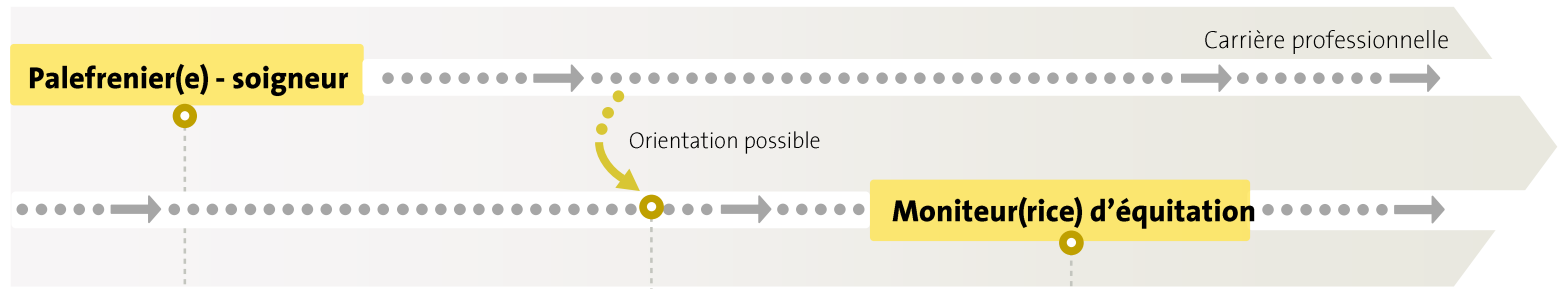 Carrière professionnelle
Palefrenier(e) - soigneur
Orientation possible
Moniteur(rice) d’équitation